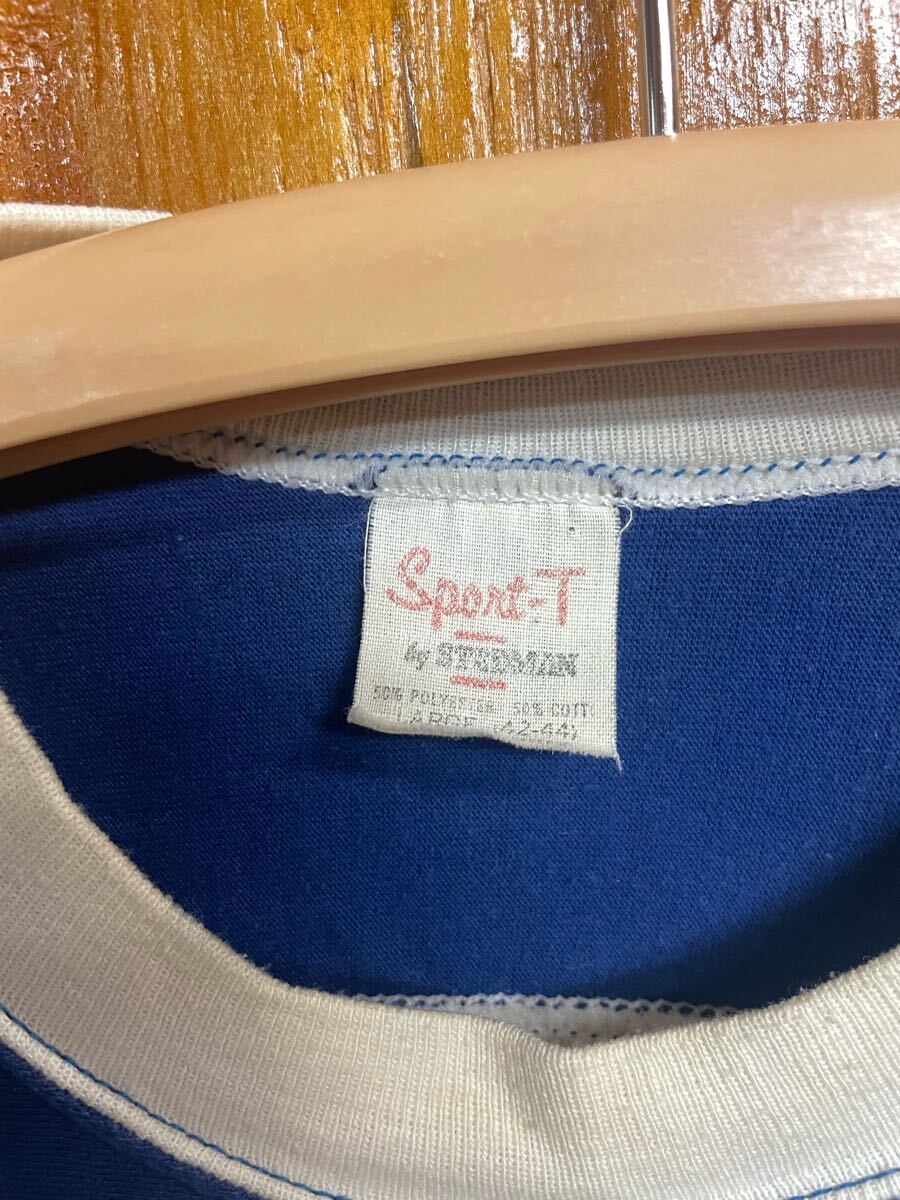 Sport-T
by STEDMAN
50% POLYESTER 50% COTT
LARGE (42-44)